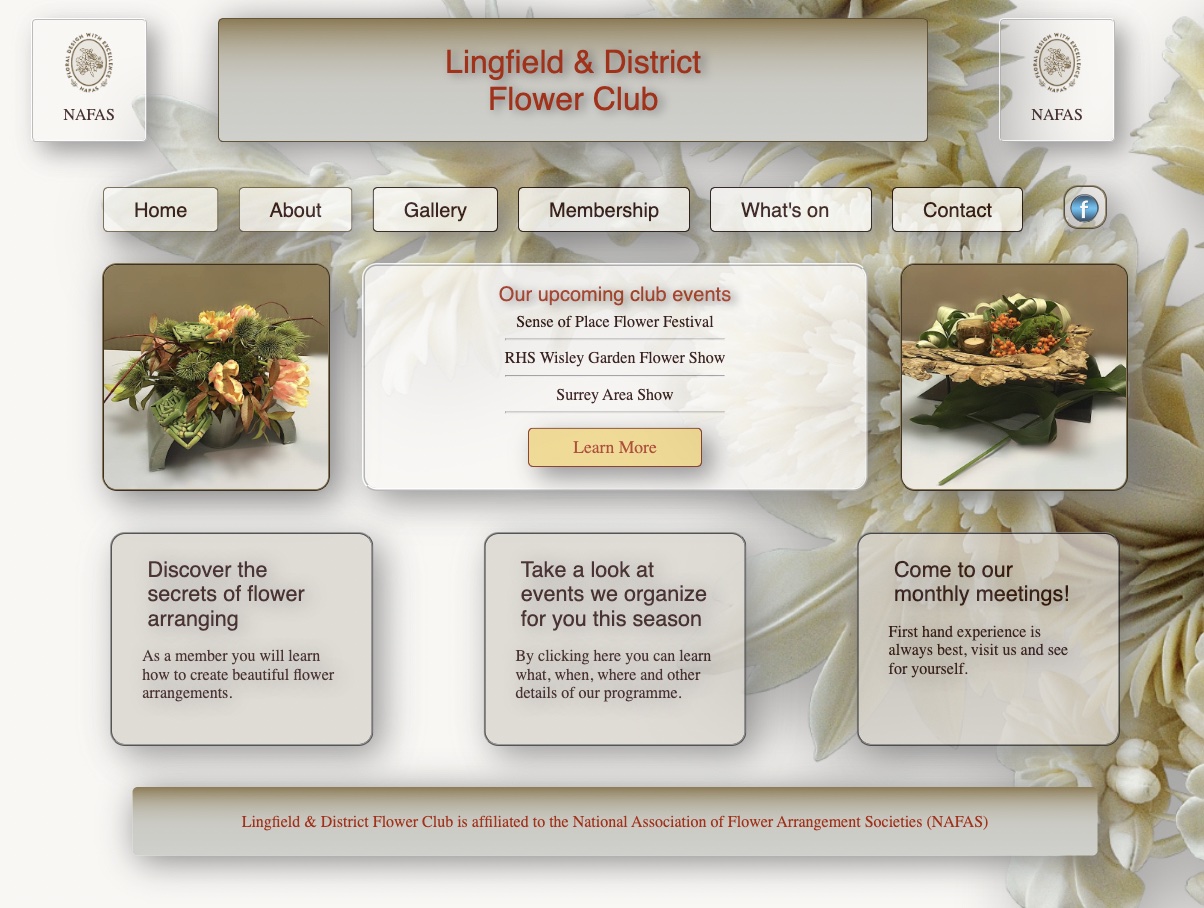 FLORAL DESIGN WITH EXCELLENCE
NAFAS
NAFAS
Lingfield & District
Flower Club
FLORAL DESIGN WITH EXCELLENCE
NAFAS
NAFAS
Home
About
Gallery
Membership
What's on
Contact
f
Our upcoming club events
Sense of Place Flower Festival
RHS Wisley Garden Flower Show
Surrey Area Show
Learn More
Discover the
secrets of flower
arranging
As a member you will learn
how to create beautiful flower
arrangements.
Take a look at
events we organize
for you this season
By clicking here you can learn
what, when, where and other
details of our programme.
Come to our
monthly meetings!
First hand experience is
always best, visit us and see
for yourself.
Lingfield & District Flower Club is affiliated to the National Association of Flower Arrangement Societies (NAFAS)